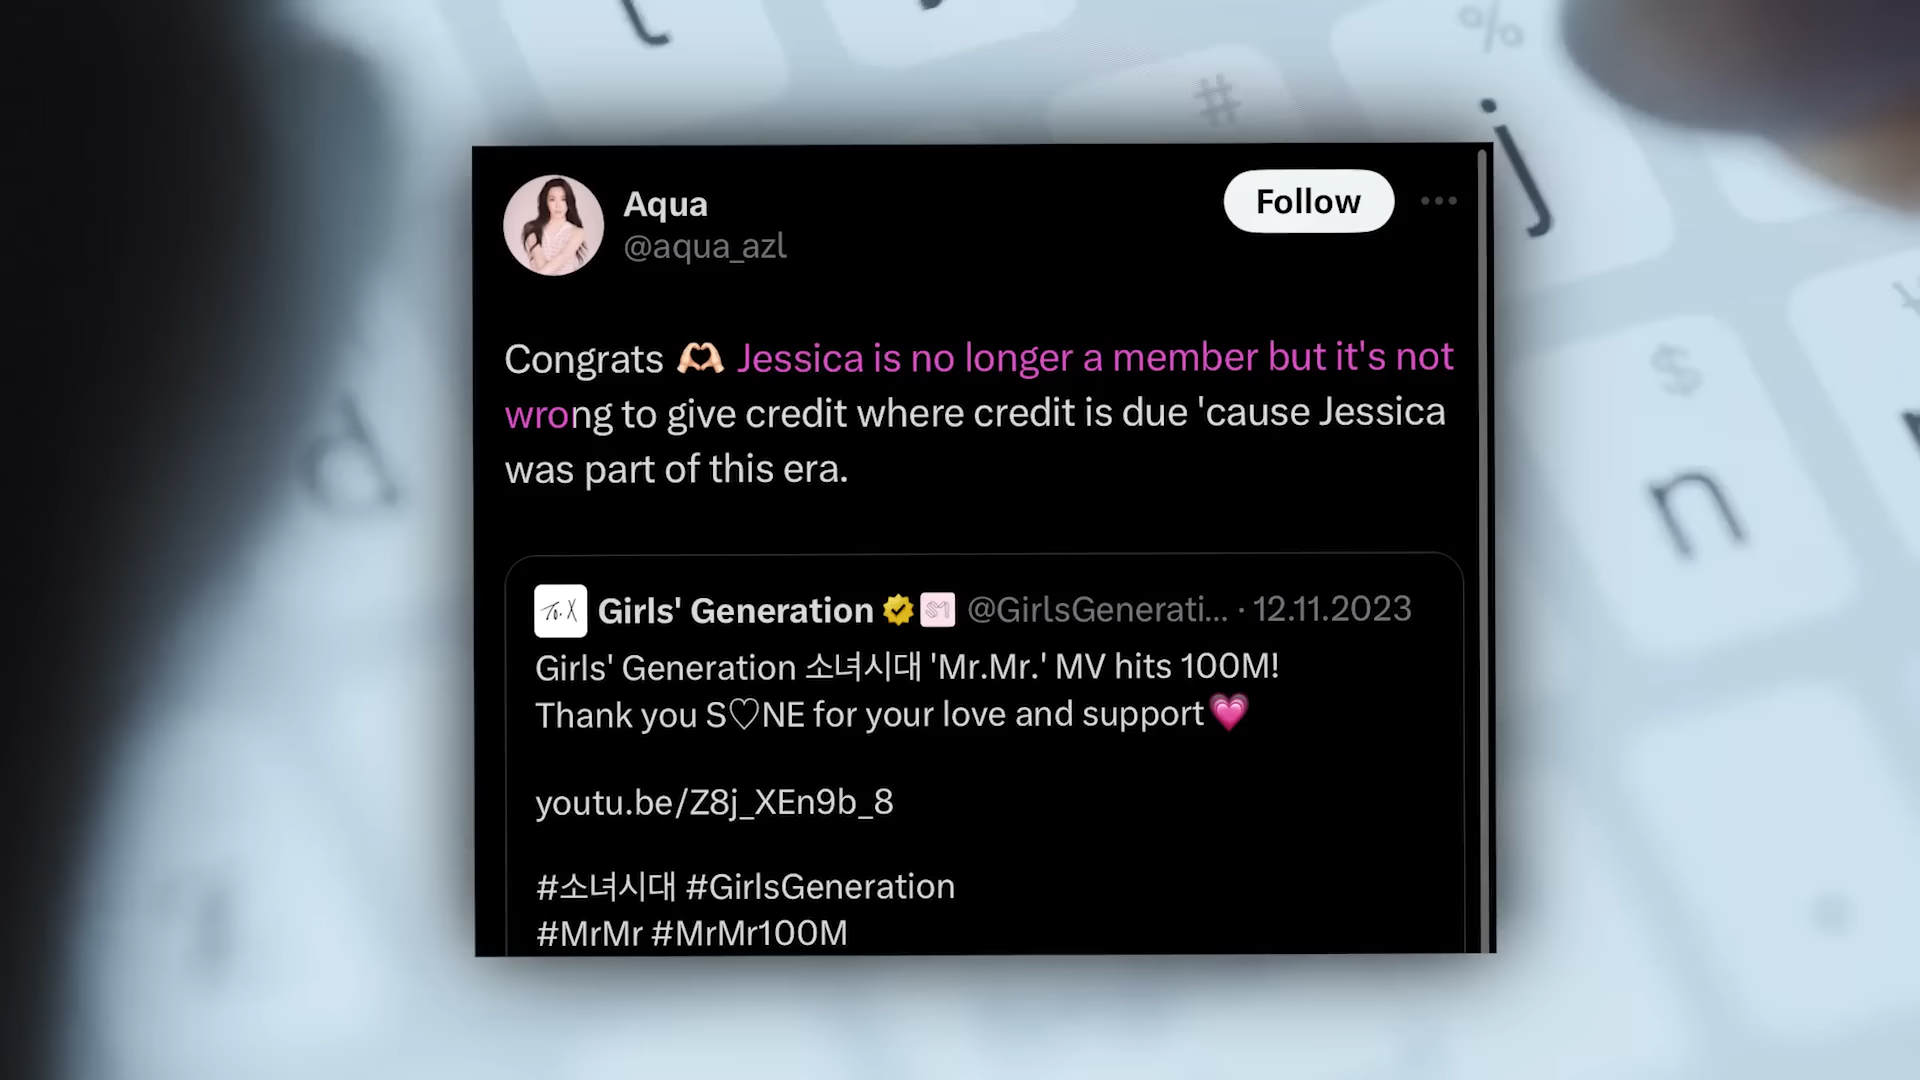 t
%
#
j
Aqua
Follow
@aqua_azl
Congrats 🫶🏻 Jessica is no longer a member but it's not
wrong to give credit where credit is due 'cause Jessica
was part of this era.
$
n
d
To. X
Girls' Generation @GirlsGenerati... · 12.11.2023
Girls' Generation 소녀시대 'Mr.Mr.' MV hits 100M!
Thank you S♡NE for your love and support💗
youtu.be/Z8j_XEn9b_8
#소녀시대 #GirlsGeneration
#MrMr #MrMr100M